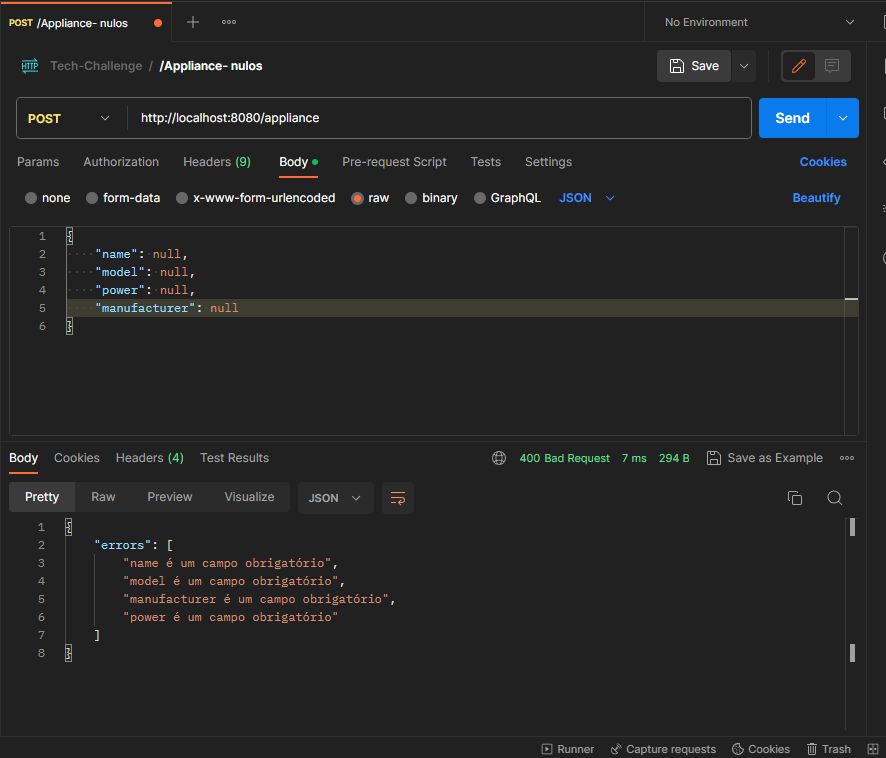 POST /Appliance- nulos
No Environment
Tech-Challenge / /Appliance- nulos
Save
POST http://localhost:8080/appliance
Send
Params Authorization Headers (9) Body Pre-request Script Tests Settings Cookies
none form-data x-www-form-urlencoded raw binary GraphQL JSON Beautify
1 {
2 "name": null,
3 "model": null,
4 "power": null,
5 "manufacturer": null
6 }
Body Cookies Headers (4) Test Results 400 Bad Request 7 ms 294 B Save as Example
Pretty Raw Preview Visualize JSON
1 {
2 "errors": [
3 "name é um campo obrigatório",
4 "model é um campo obrigatório",
5 "manufacturer é um campo obrigatório",
6 "power é um campo obrigatório"
7 ]
8 }
Runner Capture requests Cookies Trash